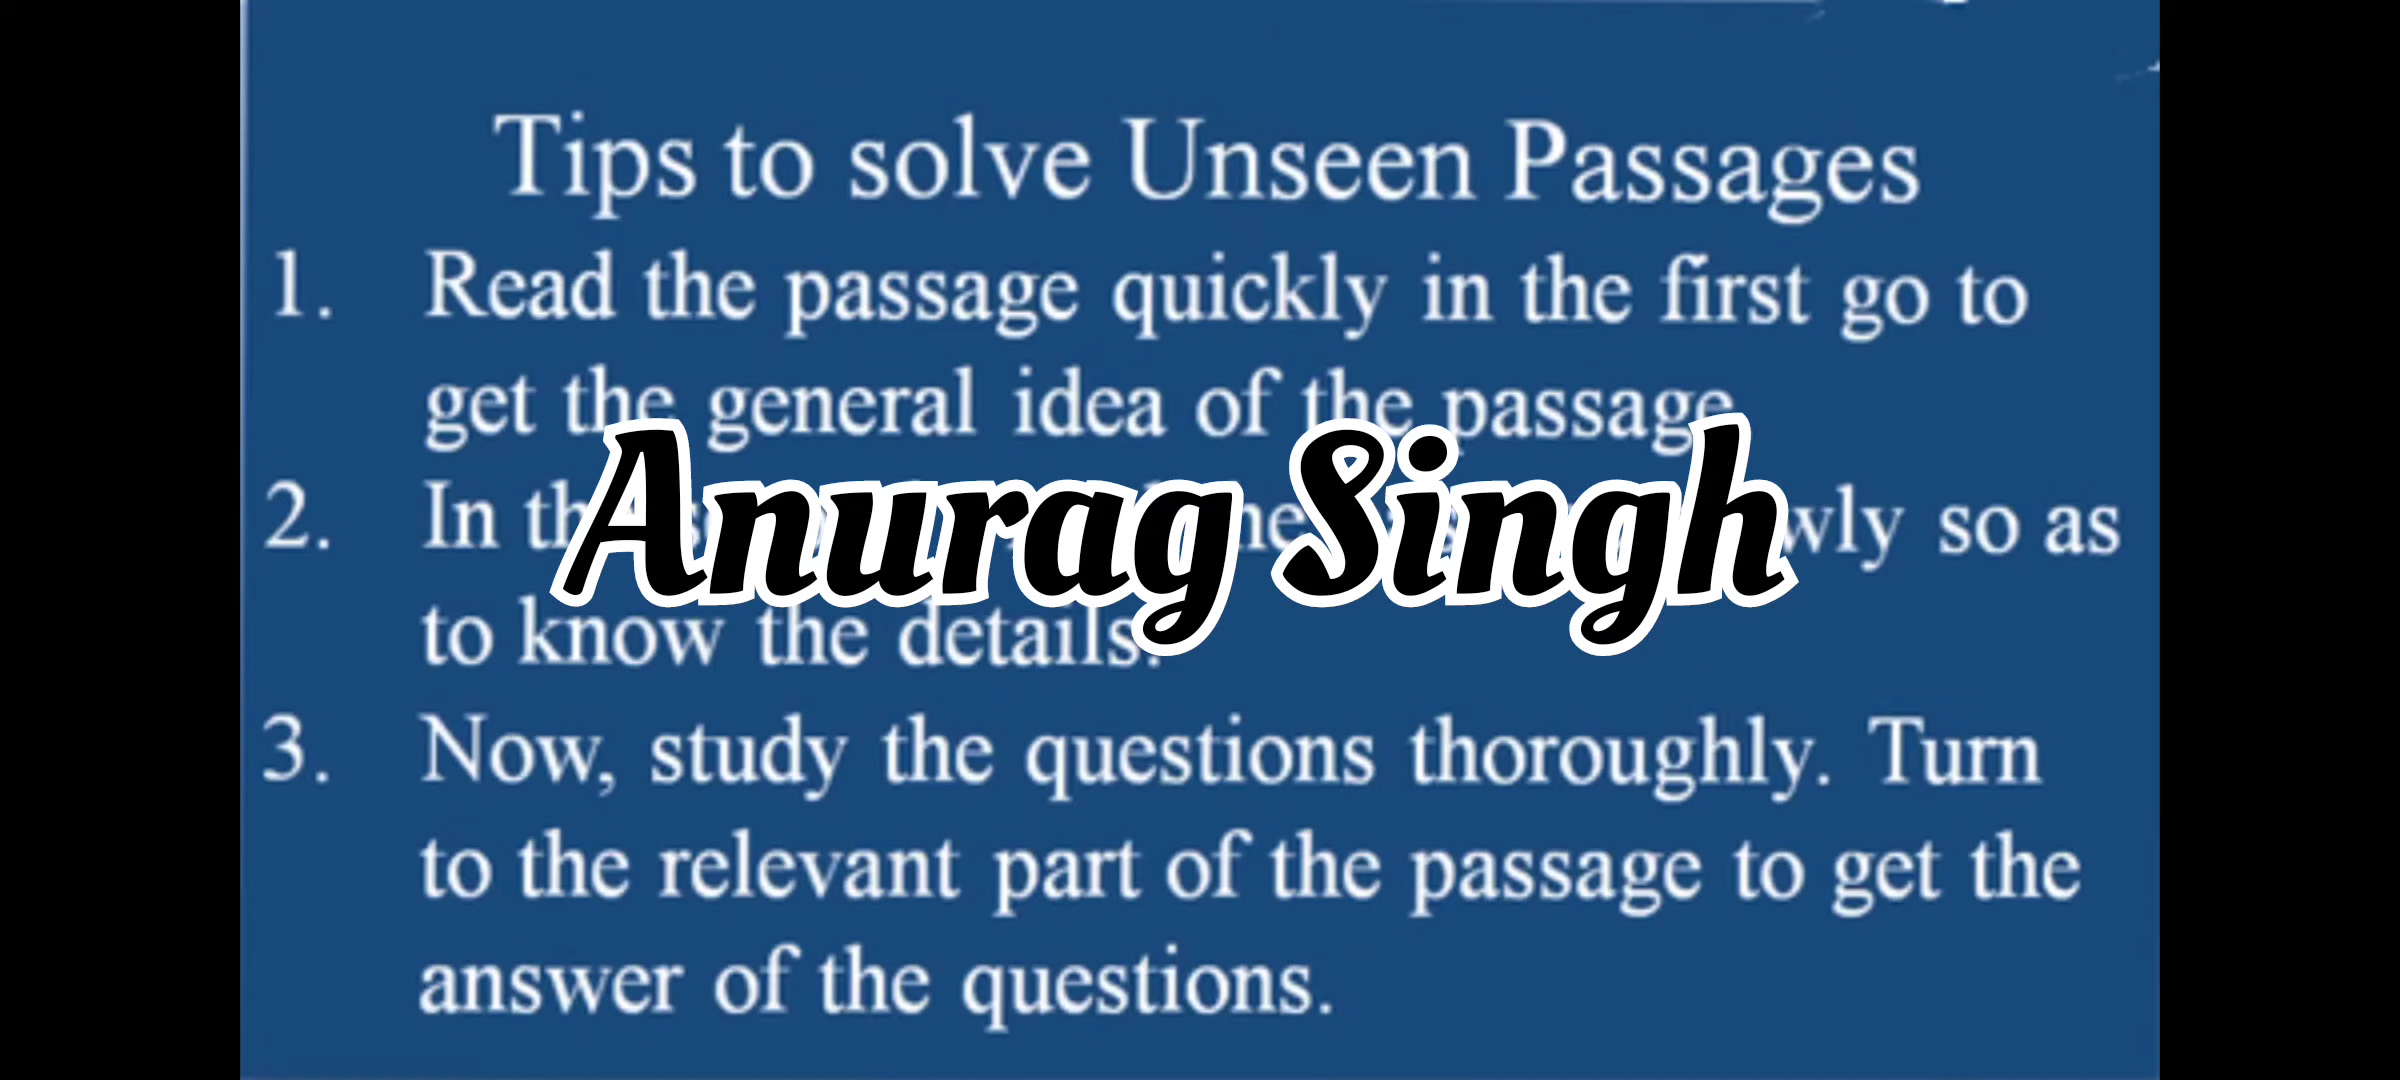 Tips to solve Unseen Passages
1. Read the passage quickly in the first go to
get the general idea of the passage
Anurag Singh
2. In so as
to know the details.
3. Now, study the questions thoroughly. Turn
to the relevant part of the passage to get the
answer of the questions.